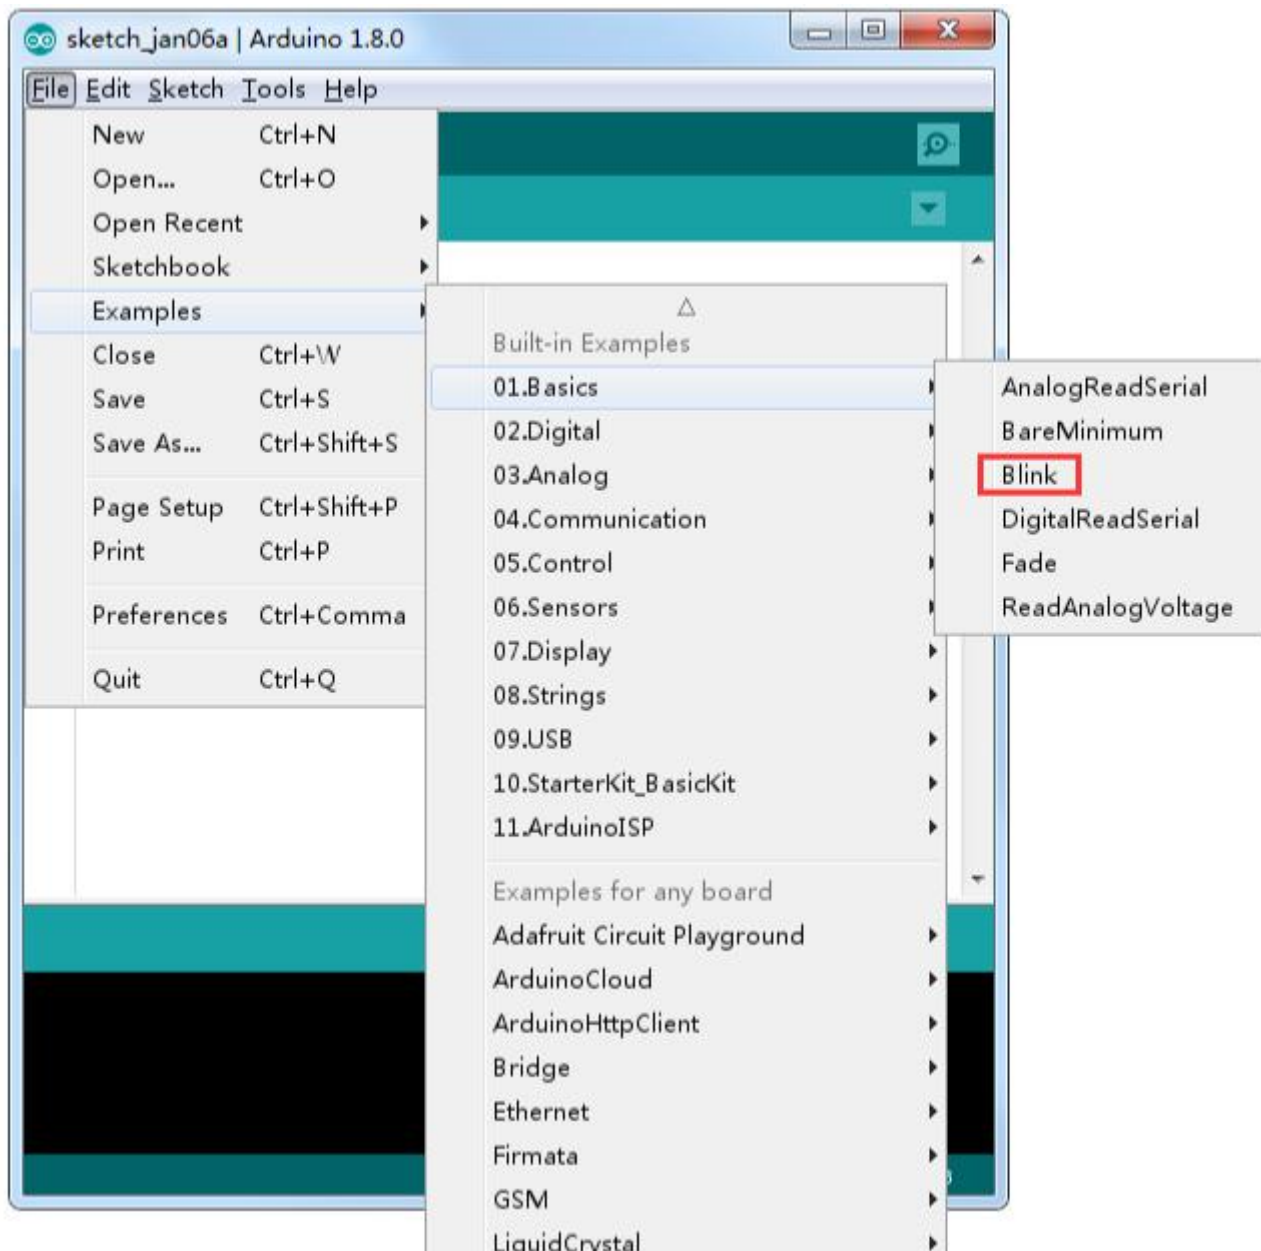 sketch_jan06a | Arduino 1.8.0
File Edit Sketch Tools Help
New Ctrl+N
Open... Ctrl+O
Open Recent
Sketchbook
Examples
Close Ctrl+W
Save Ctrl+S
Save As... Ctrl+Shift+S
Page Setup Ctrl+Shift+P
Print Ctrl+P
Preferences Ctrl+Comma
Quit Ctrl+Q
Built-in Examples
01.Basics
02.Digital
03.Analog
04.Communication
05.Control
06.Sensors
07.Display
08.Strings
09.USB
10.StarterKit_BasicKit
11.ArduinoISP
Examples for any board
Adafruit Circuit Playground
ArduinoCloud
ArduinoHttpClient
Bridge
Ethernet
Firmata
GSM
LiquidCrystal
AnalogReadSerial
BareMinimum
Blink
DigitalReadSerial
Fade
ReadAnalogVoltage